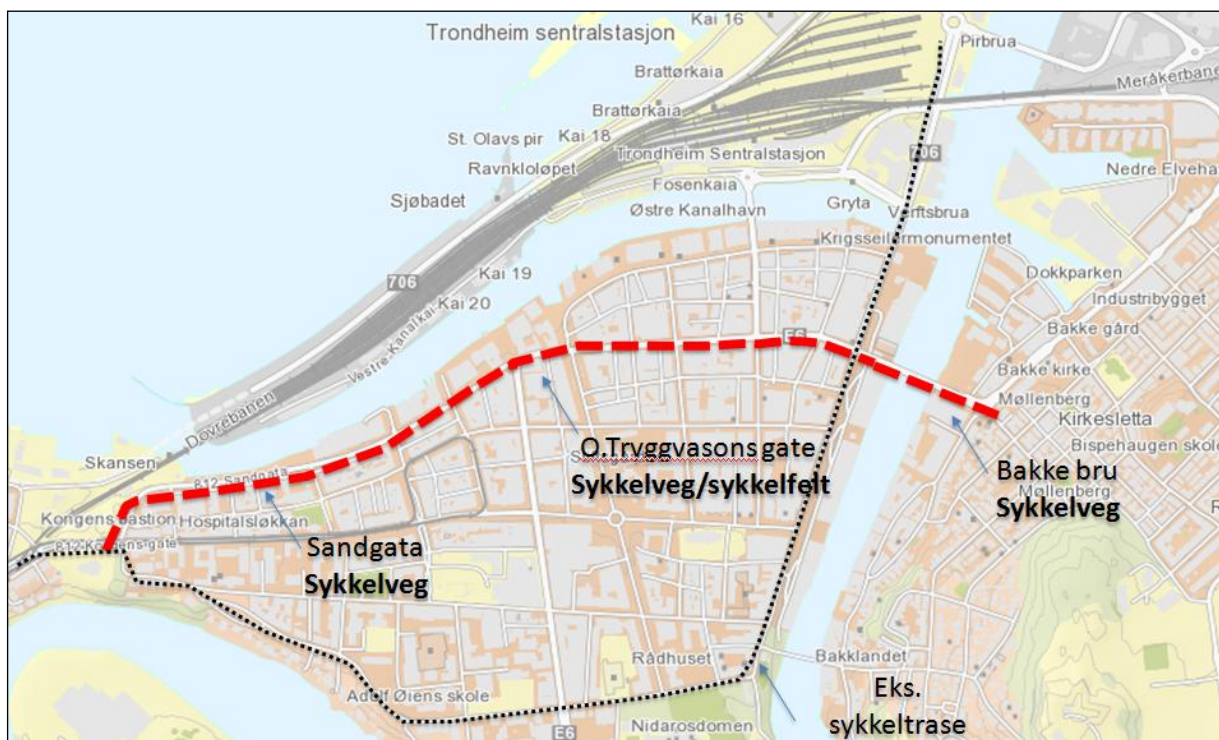 Kai 16
Trondheim sentralstasjon
Pirbrua
Brattørkaia
Meråkerbane
Brattørkaia
St. Olavs pir
Kai 18
Trondheim Sentralstasjon
706
Ravnkloløpet
Nedre Elveha
Fosenkaia
Sjøbadet
Østre Kanalhavn
Gryta
Verftsbrua
Krigsseilermonumentet
Kai 19
Dokkparken
706
Kai 20
Industribygget
Vestre Kanalkai
E6
Bakke gård
Bakke kirke
Dovrebanen
Møllenberg
Kirkesletta
Skansen
O.Tryggvasons gate
Bispehaugen skole
812 Sandgata
Sykkelveg/sykkelfelt
Bakke bru
Møllenberg
Kongens bastion
Hospitalsløkkan
Sykkelveg
812 Kongens gate
Sandgata
Sykkelveg
Rådhuset
Bakklandet
Adolf Øiens skole
Eks.
sykkeltrase
Nidarosdomen
E6